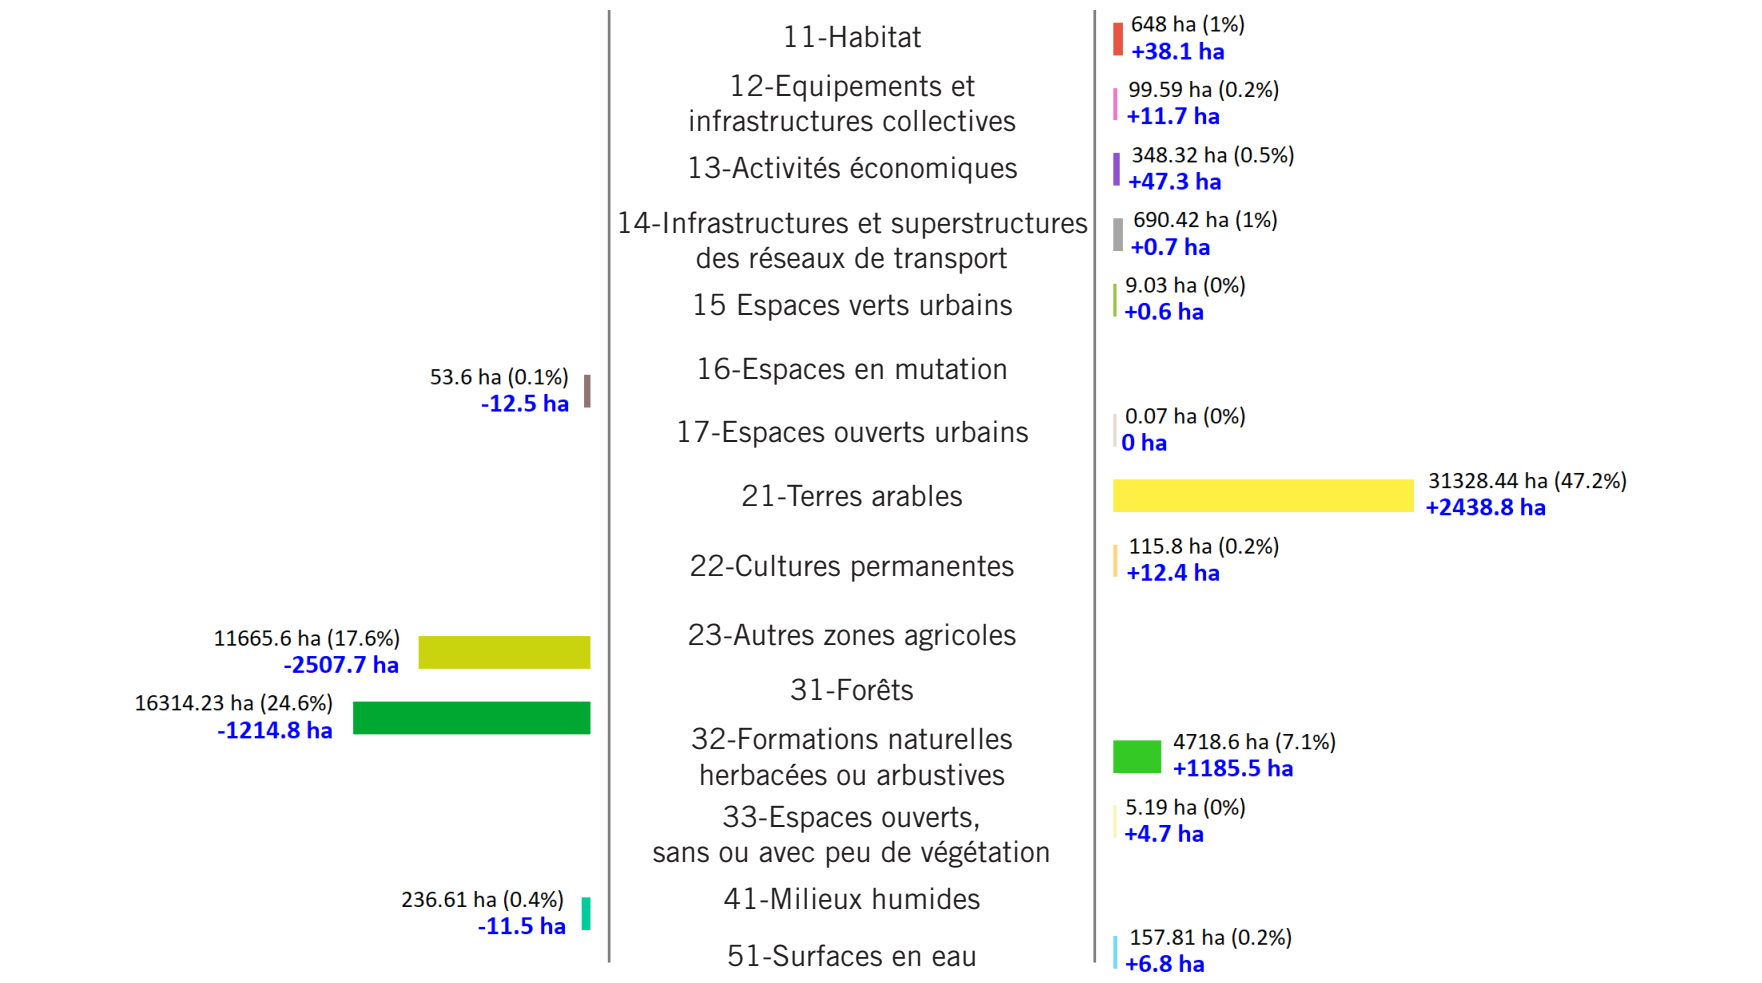 11-Habitat
648 ha (1%)
+38.1 ha
12-Equipements et
infrastructures collectives
99.59 ha (0.2%)
+11.7 ha
13-Activités économiques
348.32 ha (0.5%)
+47.3 ha
14-Infrastructures et superstructures
des réseaux de transport
690.42 ha (1%)
+0.7 ha
15 Espaces verts urbains
9.03 ha (0%)
+0.6 ha
53.6 ha (0.1%)
-12.5 ha
16-Espaces en mutation
17-Espaces ouverts urbains
0.07 ha (0%)
0 ha
21-Terres arables
31328.44 ha (47.2%)
+2438.8 ha
22-Cultures permanentes
115.8 ha (0.2%)
+12.4 ha
11665.6 ha (17.6%)
-2507.7 ha
23-Autres zones agricoles
16314.23 ha (24.6%)
-1214.8 ha
31-Forêts
32-Formations naturelles
herbacées ou arbustives
4718.6 ha (7.1%)
+1185.5 ha
33-Espaces ouverts,
sans ou avec peu de végétation
5.19 ha (0%)
+4.7 ha
236.61 ha (0.4%)
-11.5 ha
41-Milieux humides
51-Surfaces en eau
157.81 ha (0.2%)
+6.8 ha